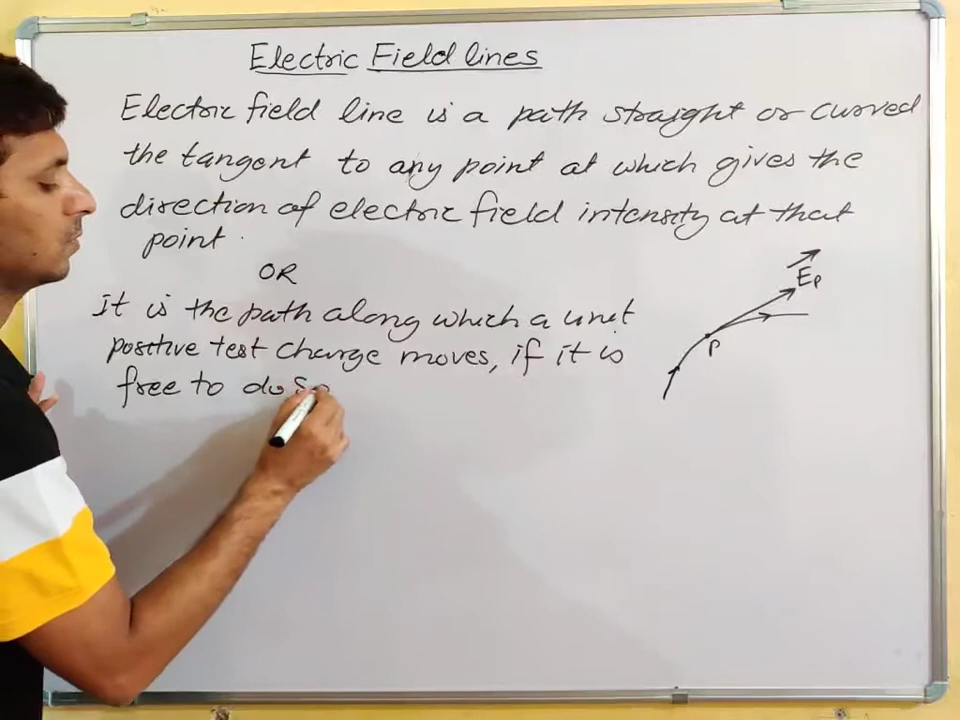 Electric Field lines
Electric field line is a path straight or curved
the tangent to any point at which gives the
direction of electric field intensity at that
point.
OR
It is the path along which a unit
positive test charge moves, if it is
free to do so
Ep
P